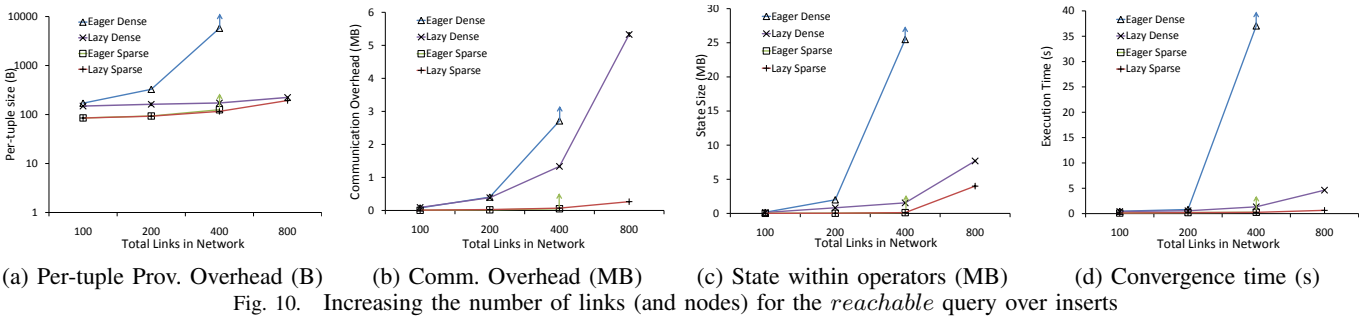 10000
1000
100
10
1
Per-tuple size (B)
Eager Dense
Lazy Dense
Eager Sparse
Lazy Sparse
100 200 400 800
Total Links in Network
6
5
4
3
2
1
0
Communication Overhead (MB)
Eager Dense
Lazy Dense
Eager Sparse
Lazy Sparse
100 200 400 800
Total Links in Network
30
25
20
15
10
5
0
State Size (MB)
Eager Dense
Lazy Dense
Eager Sparse
Lazy Sparse
100 200 400 800
Total Links in Network
40
35
30
25
20
15
10
5
0
Execution Time (s)
Eager Dense
Lazy Dense
Eager Sparse
Lazy Sparse
100 200 400 800
Total Links in Network
(a) Per-tuple Prov. Overhead (B) (b) Comm. Overhead (MB) (c) State within operators (MB) (d) Convergence time (s)
Fig. 10. Increasing the number of links (and nodes) for the reachable query over inserts